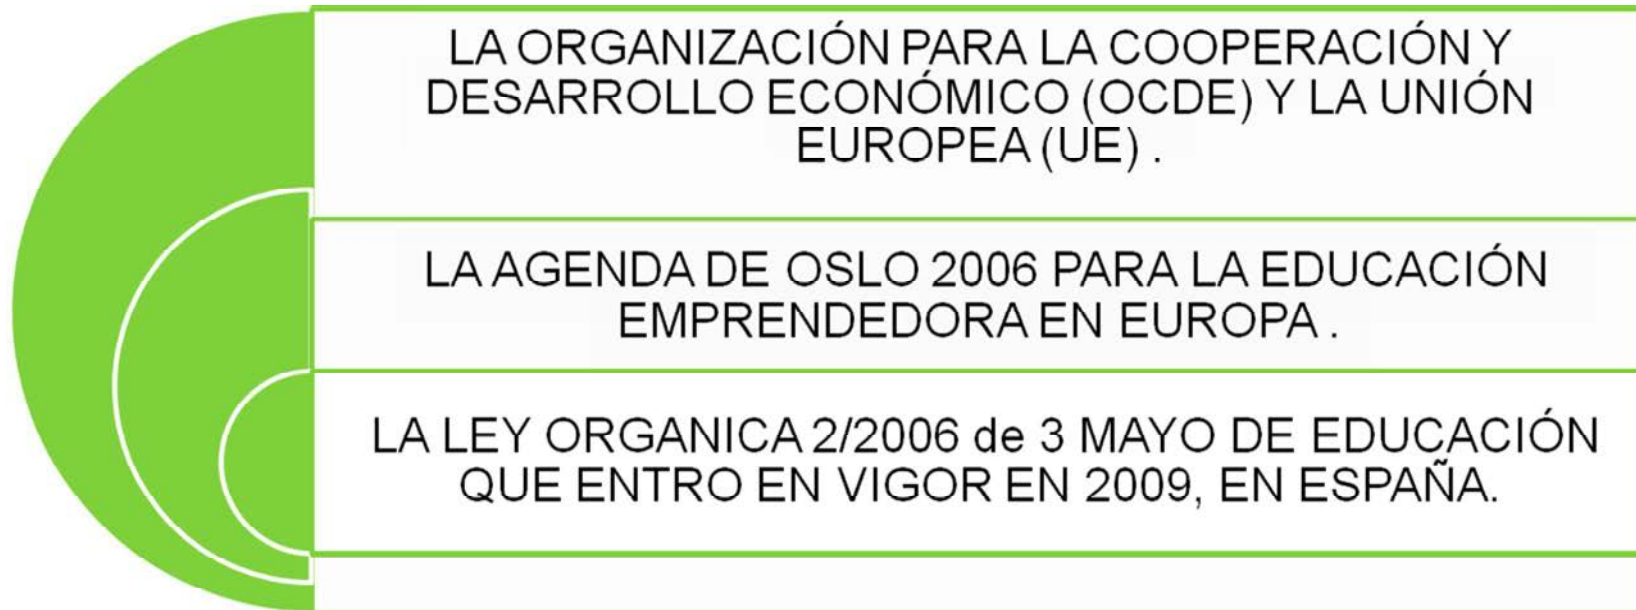 LA ORGANIZACIÓN PARA LA COOPERACIÓN Y
DESARROLLO ECONÓMICO (OCDE) Y LA UNIÓN
EUROPEA (UE) .
LA AGENDA DE OSLO 2006 PARA LA EDUCACIÓN
EMPRENDEDORA EN EUROPA .
LA LEY ORGANICA 2/2006 de 3 MAYO DE EDUCACIÓN
QUE ENTRO EN VIGOR EN 2009, EN ESPAÑA.